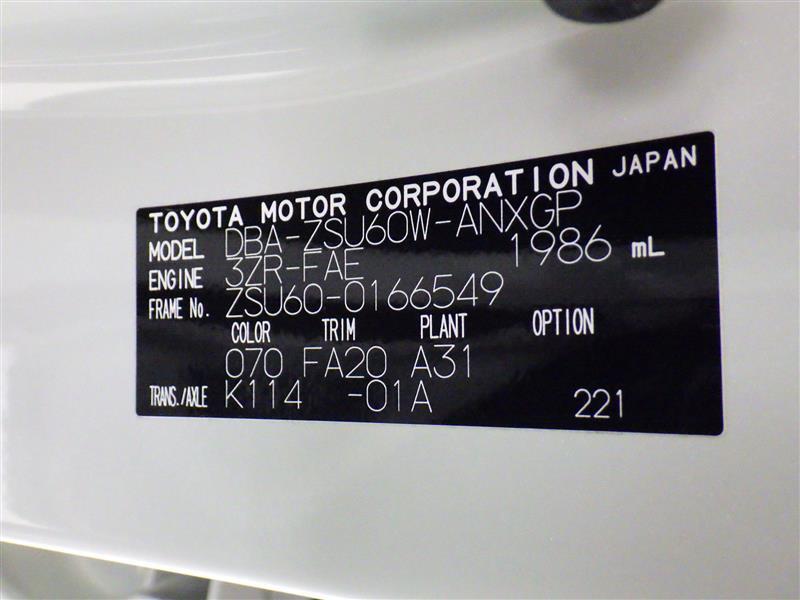 TOYOTA MOTOR CORPORATION JAPAN
MODEL DBA-ZSU60W-ANXGP
ENGINE 3ZR-FAE 1986 mL
FRAME No. ZSU60-0166549
COLOR TRIM PLANT OPTION
070 FA20 A31
TRANS./AXLE K114 -01A 221